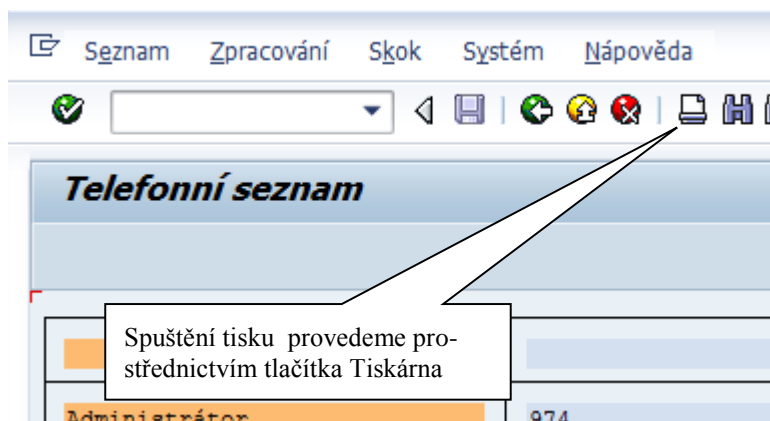 Seznam Zpracování Skok Systém Nápověda
Telefonní seznam
Spuštění tisku provedeme pro-
střednictvím tlačítka Tiskárna
Administrátor 974